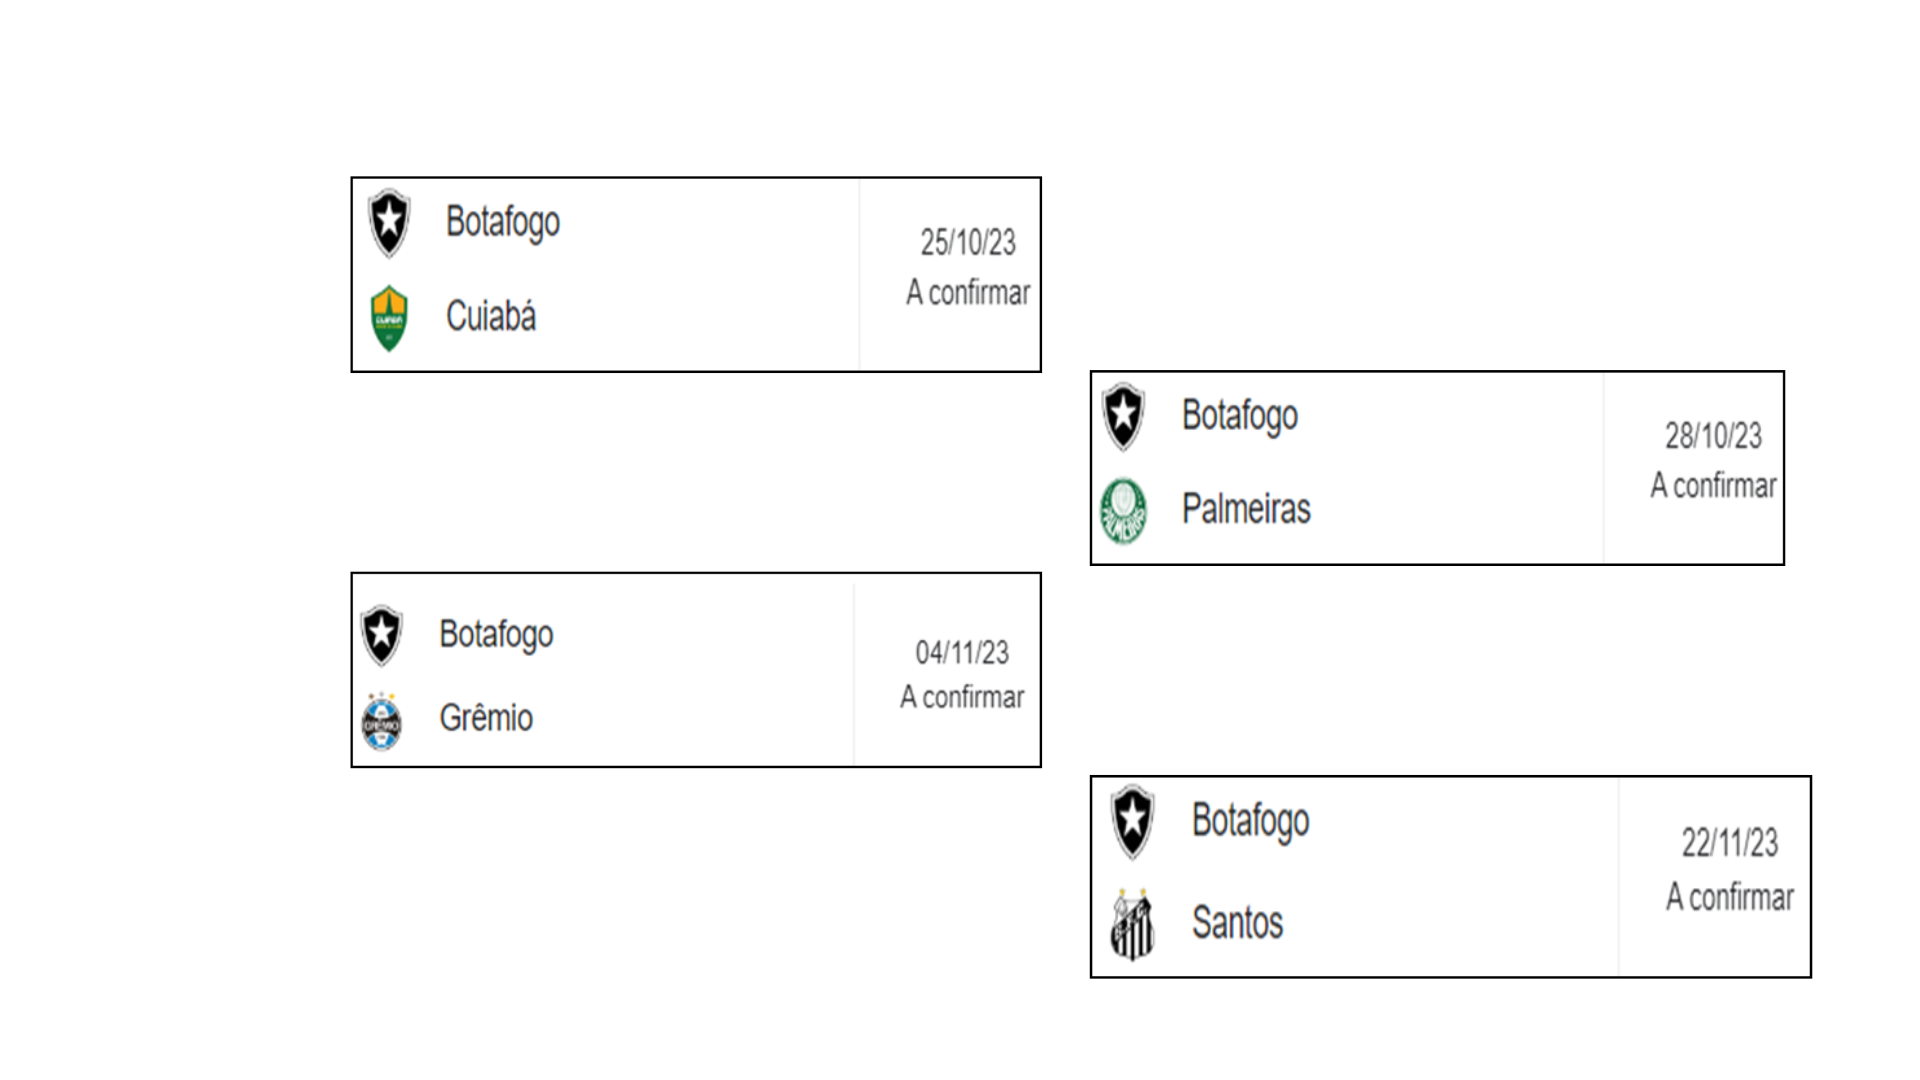 Botafogo
25/10/23
A confirmar
Cuiabá
Botafogo
28/10/23
A confirmar
Palmeiras
Botafogo
04/11/23
A confirmar
Grêmio
Botafogo
22/11/23
A confirmar
Santos